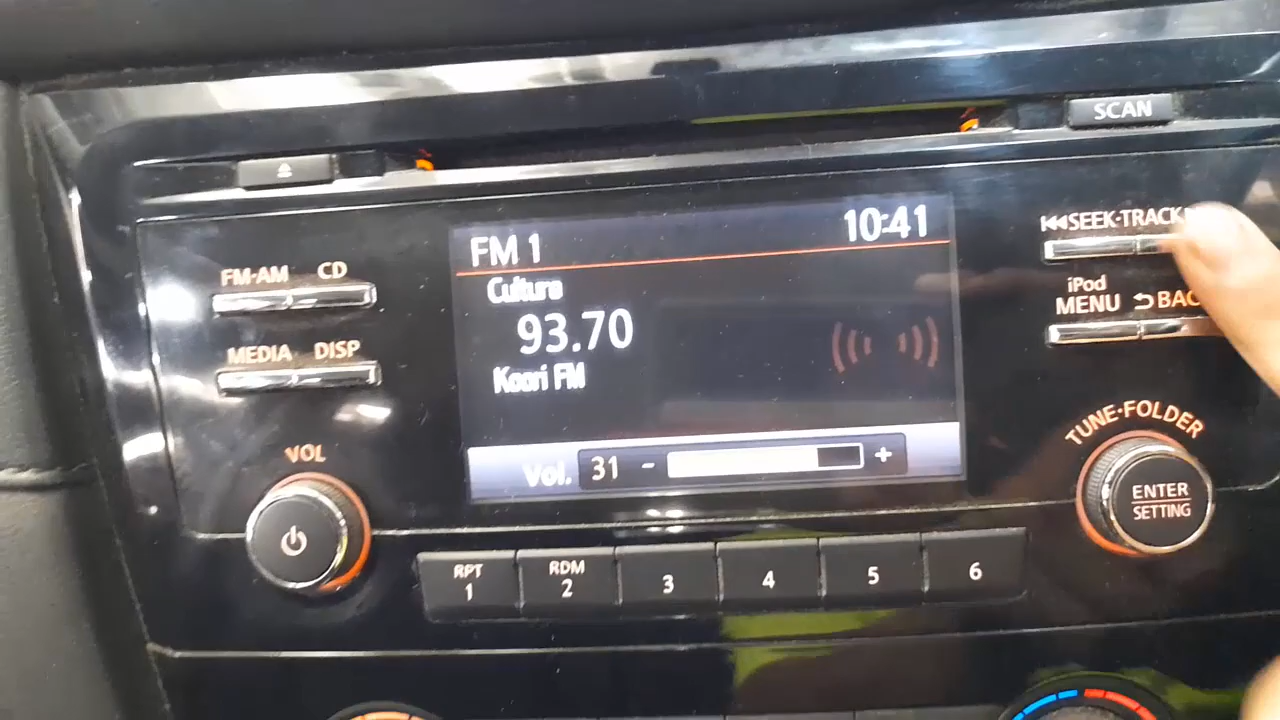 SCAN
SEEK·TRACK
FM·AM CD
FM 1
10:41
Cultura
93.70
Koori FM
iPod
MENU
BAC
MEDIA DISP
Vol. 31 - +
VOL
TUNE·FOLDER
ENTER
SETTING
RPT
1
RDM
2
3
4
5
6